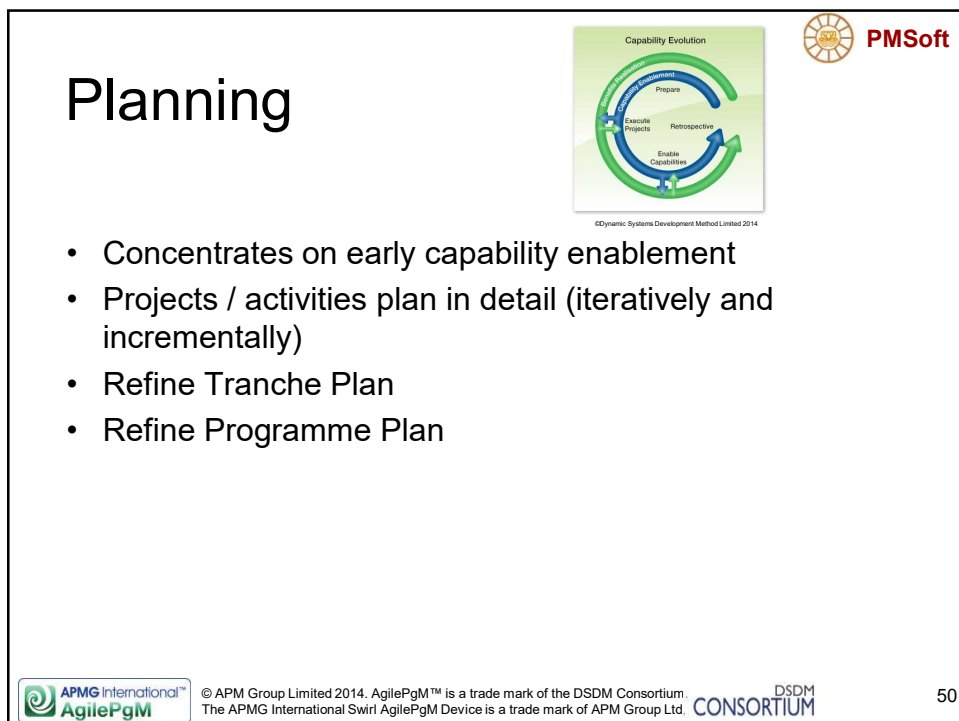 PMSoft
Planning
Capability Evolution
Benefits Realisation
Capability Enablement
Prepare
Execute
Projects
Retrospective
Enable
Capabilities
©Dynamic Systems Development Method Limited 2014
• Concentrates on early capability enablement
• Projects / activities plan in detail (iteratively and
incrementally)
• Refine Tranche Plan
• Refine Programme Plan
APMG International™
AgilePgM
© APM Group Limited 2014. AgilePgM™ is a trade mark of the DSDM Consortium.
The APMG International Swirl AgilePgM Device is a trade mark of APM Group Ltd.
DSDM
CONSORTIUM
50